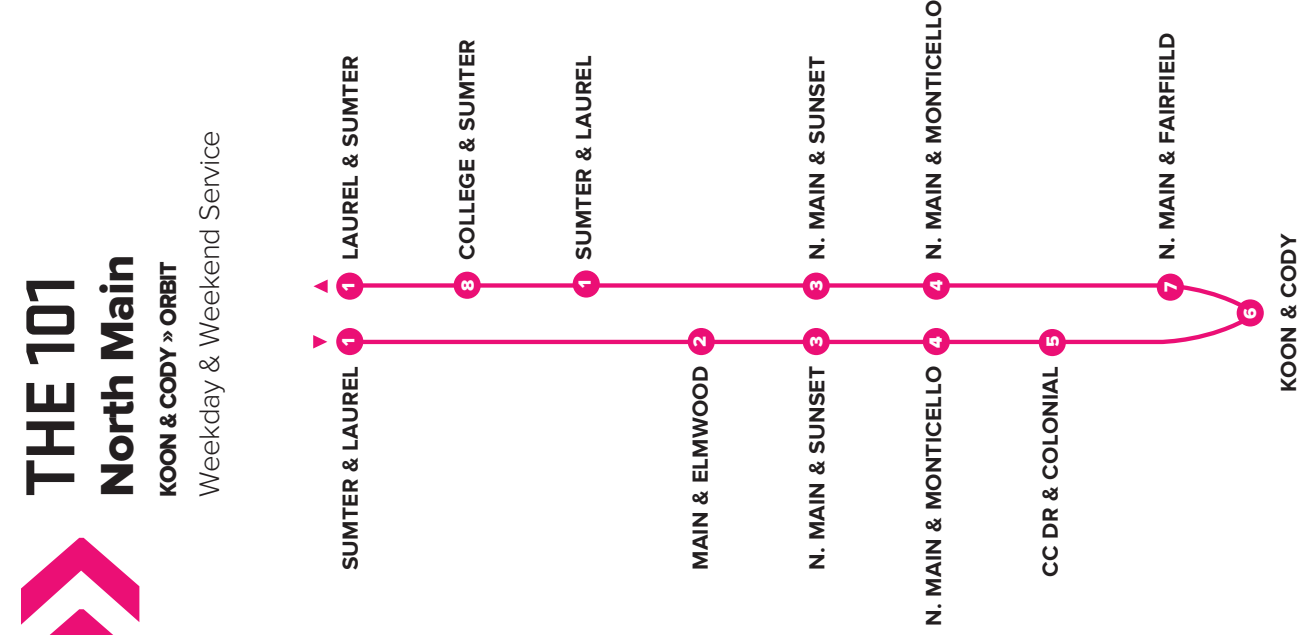 THE 101
North Main
KOON & CODY » ORBIT
Weekday & Weekend Service
LAUREL & SUMTER
COLLEGE & SUMTER
SUMTER & LAUREL
N. MAIN & SUNSET
N. MAIN & MONTICELLO
N. MAIN & FAIRFIELD
1
8
1
3
4
7
1
2
3
4
5
6
SUMTER & LAUREL
MAIN & ELMWOOD
N. MAIN & SUNSET
N. MAIN & MONTICELLO
CC DR & COLONIAL
KOON & CODY